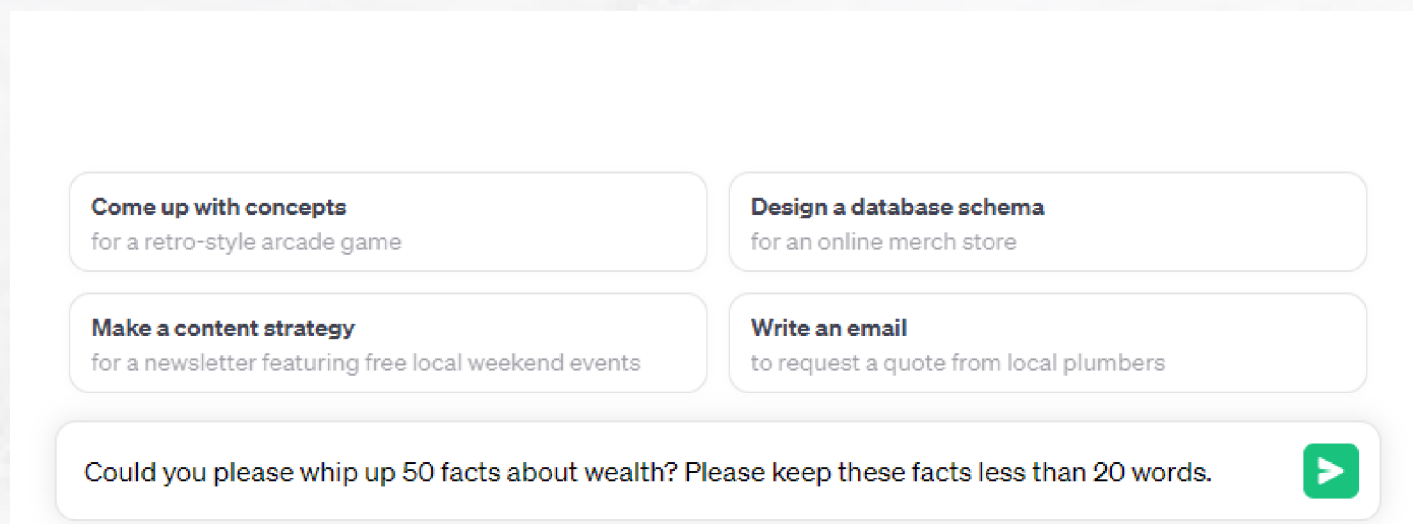 Come up with concepts
for a retro-style arcade game
Design a database schema
for an online merch store
Make a content strategy
for a newsletter featuring free local weekend events
Write an email
to request a quote from local plumbers
Could you please whip up 50 facts about wealth? Please keep these facts less than 20 words.